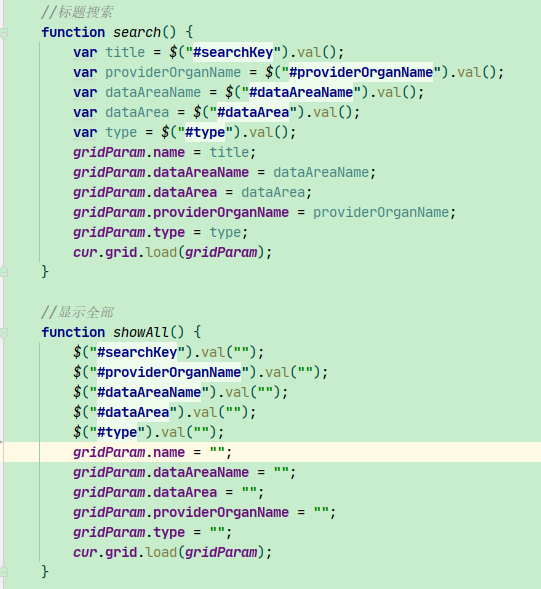 //标题搜索
function search() {
    var title = $("#searchKey").val();
    var providerOrganName = $("#providerOrganName").val();
    var dataAreaName = $("#dataAreaName").val();
    var dataArea = $("#dataArea").val();
    var type = $("#type").val();
    gridParam.name = title;
    gridParam.dataAreaName = dataAreaName;
    gridParam.dataArea = dataArea;
    gridParam.providerOrganName = providerOrganName;
    gridParam.type = type;
    cur.grid.load(gridParam);
}
//显示全部
function showAll() {
    $("#searchKey").val("");
    $("#providerOrganName").val("");
    $("#dataAreaName").val("");
    $("#dataArea").val("");
    $("#type").val("");
    gridParam.name = "";
    gridParam.dataAreaName = "";
    gridParam.dataArea = "";
    gridParam.providerOrganName = "";
    gridParam.type = "";
    cur.grid.load(gridParam);
}